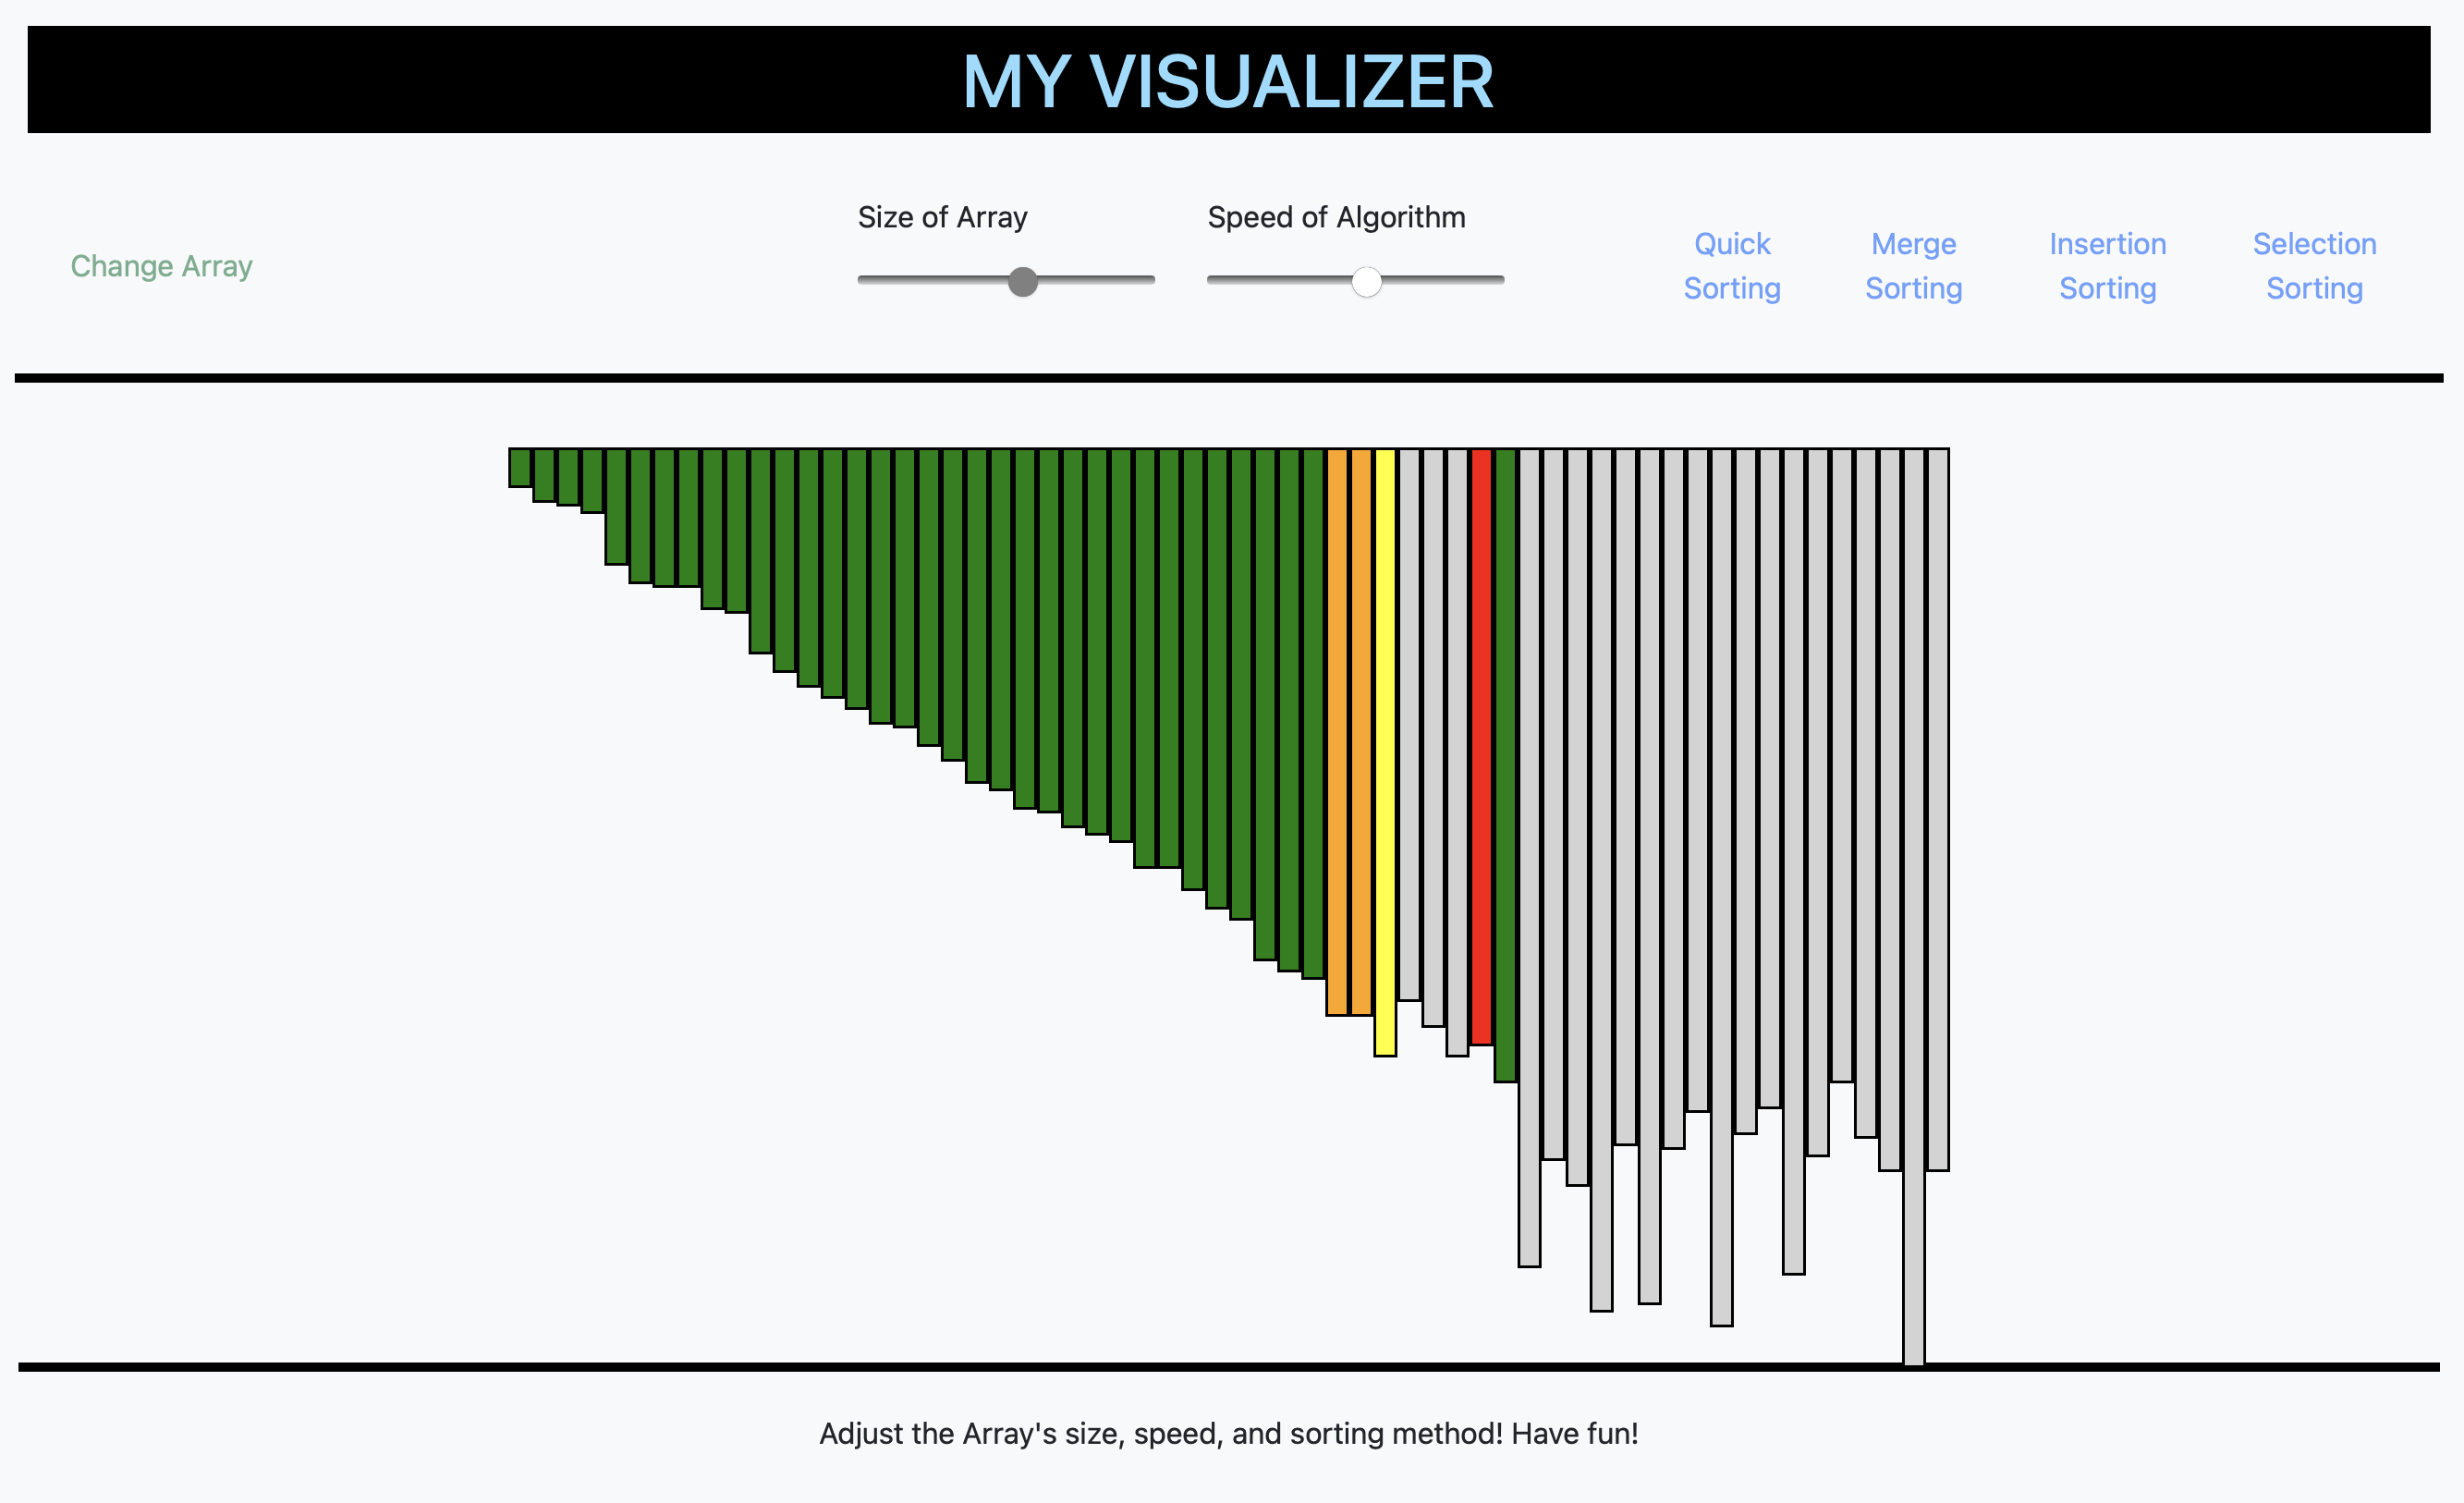 MY VISUALIZER
Change Array
Size of Array
Speed of Algorithm
Quick
Sorting
Merge
Sorting
Insertion
Sorting
Selection
Sorting
Adjust the Array's size, speed, and sorting method! Have fun!